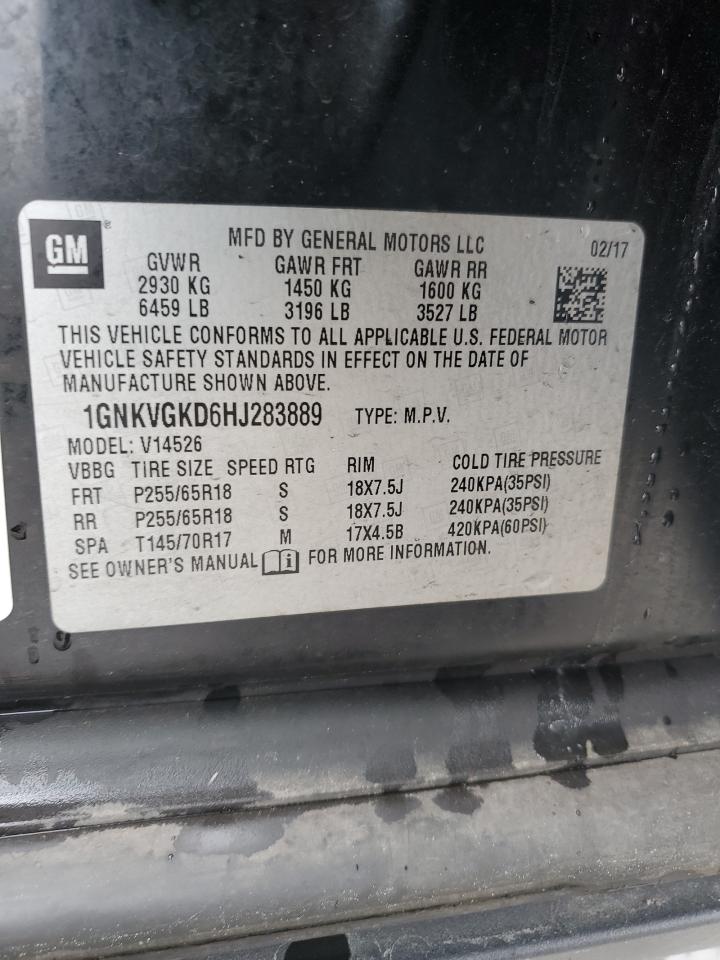 GM
MFD BY GENERAL MOTORS LLC 02/17
GVWR GAWR FRT GAWR RR
2930 KG 1450 KG 1600 KG
6459 LB 3196 LB 3527 LB
THIS VEHICLE CONFORMS TO ALL APPLICABLE U.S. FEDERAL MOTOR
VEHICLE SAFETY STANDARDS IN EFFECT ON THE DATE OF
MANUFACTURE SHOWN ABOVE.
1GNKVGKD6HJ283889 TYPE: M.P.V.
MODEL: V14526
VBBG TIRE SIZE SPEED RTG RIM COLD TIRE PRESSURE
FRT P255/65R18 S 18X7.5J 240KPA(35PSI)
RR P255/65R18 S 18X7.5J 240KPA(35PSI)
SPA T145/70R17 M 17X4.5B 420KPA(60PSI)
SEE OWNER'S MANUAL i FOR MORE INFORMATION.